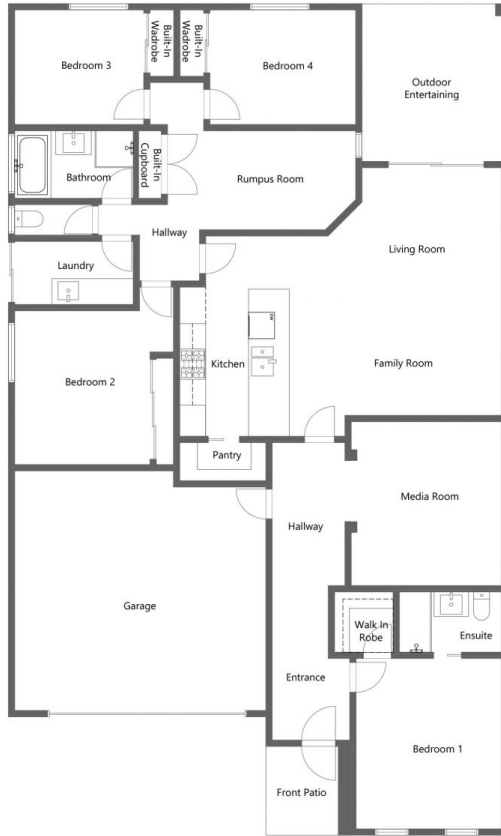 Bedroom 3
Built-In
Wadrobe
Built-In
Wadrobe
Bedroom 4
Outdoor
Entertaining
Bathroom
Built-In
Cupboard
Rumpus Room
Hallway
Living Room
Laundry
Kitchen
Family Room
Bedroom 2
Pantry
Hallway
Media Room
Garage
Walk In
Robe
Ensuite
Entrance
Bedroom 1
Front Patio